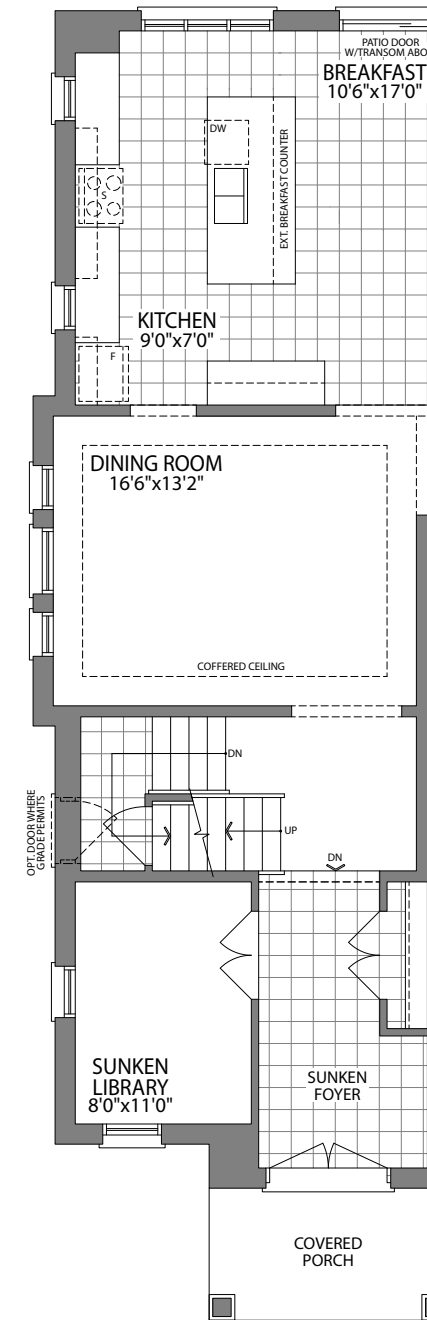 PATIO DOOR
W/TRANSOM ABO
BREAKFAST
10'6"x17'0"
DW
EXT. BREAKFAST COUNTER
S
KITCHEN
9'0"x7'0"
F
DINING ROOM
16'6"x13'2"
COFFERED CEILING
DN
OPT. DOOR WHERE
GRADE PERMITS
UP
DN
SUNKEN
LIBRARY
8'0"x11'0"
SUNKEN
FOYER
COVERED
PORCH